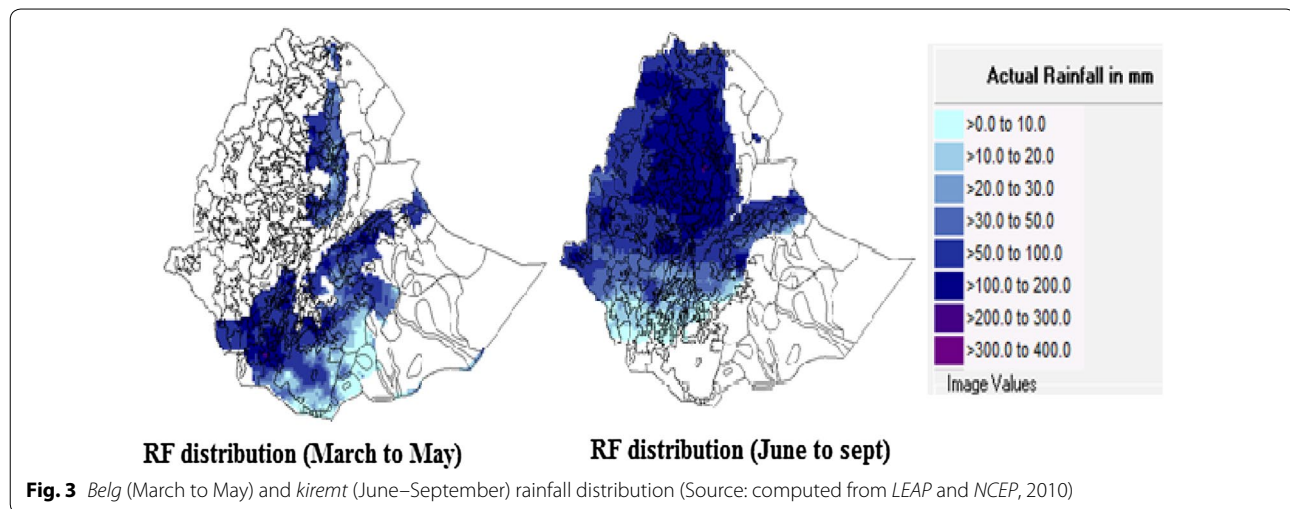 Actual Rainfall in mm
>0.0 to 10.0
>10.0 to 20.0
>20.0 to 30.0
>30.0 to 50.0
>50.0 to 100.0
>100.0 to 200.0
>200.0 to 300.0
>300.0 to 400.0
Image Values
RF distribution (March to May)
RF distribution (June to sept)
Fig. 3 Belg (March to May) and kiremt (June–September) rainfall distribution (Source: computed from LEAP and NCEP, 2010)